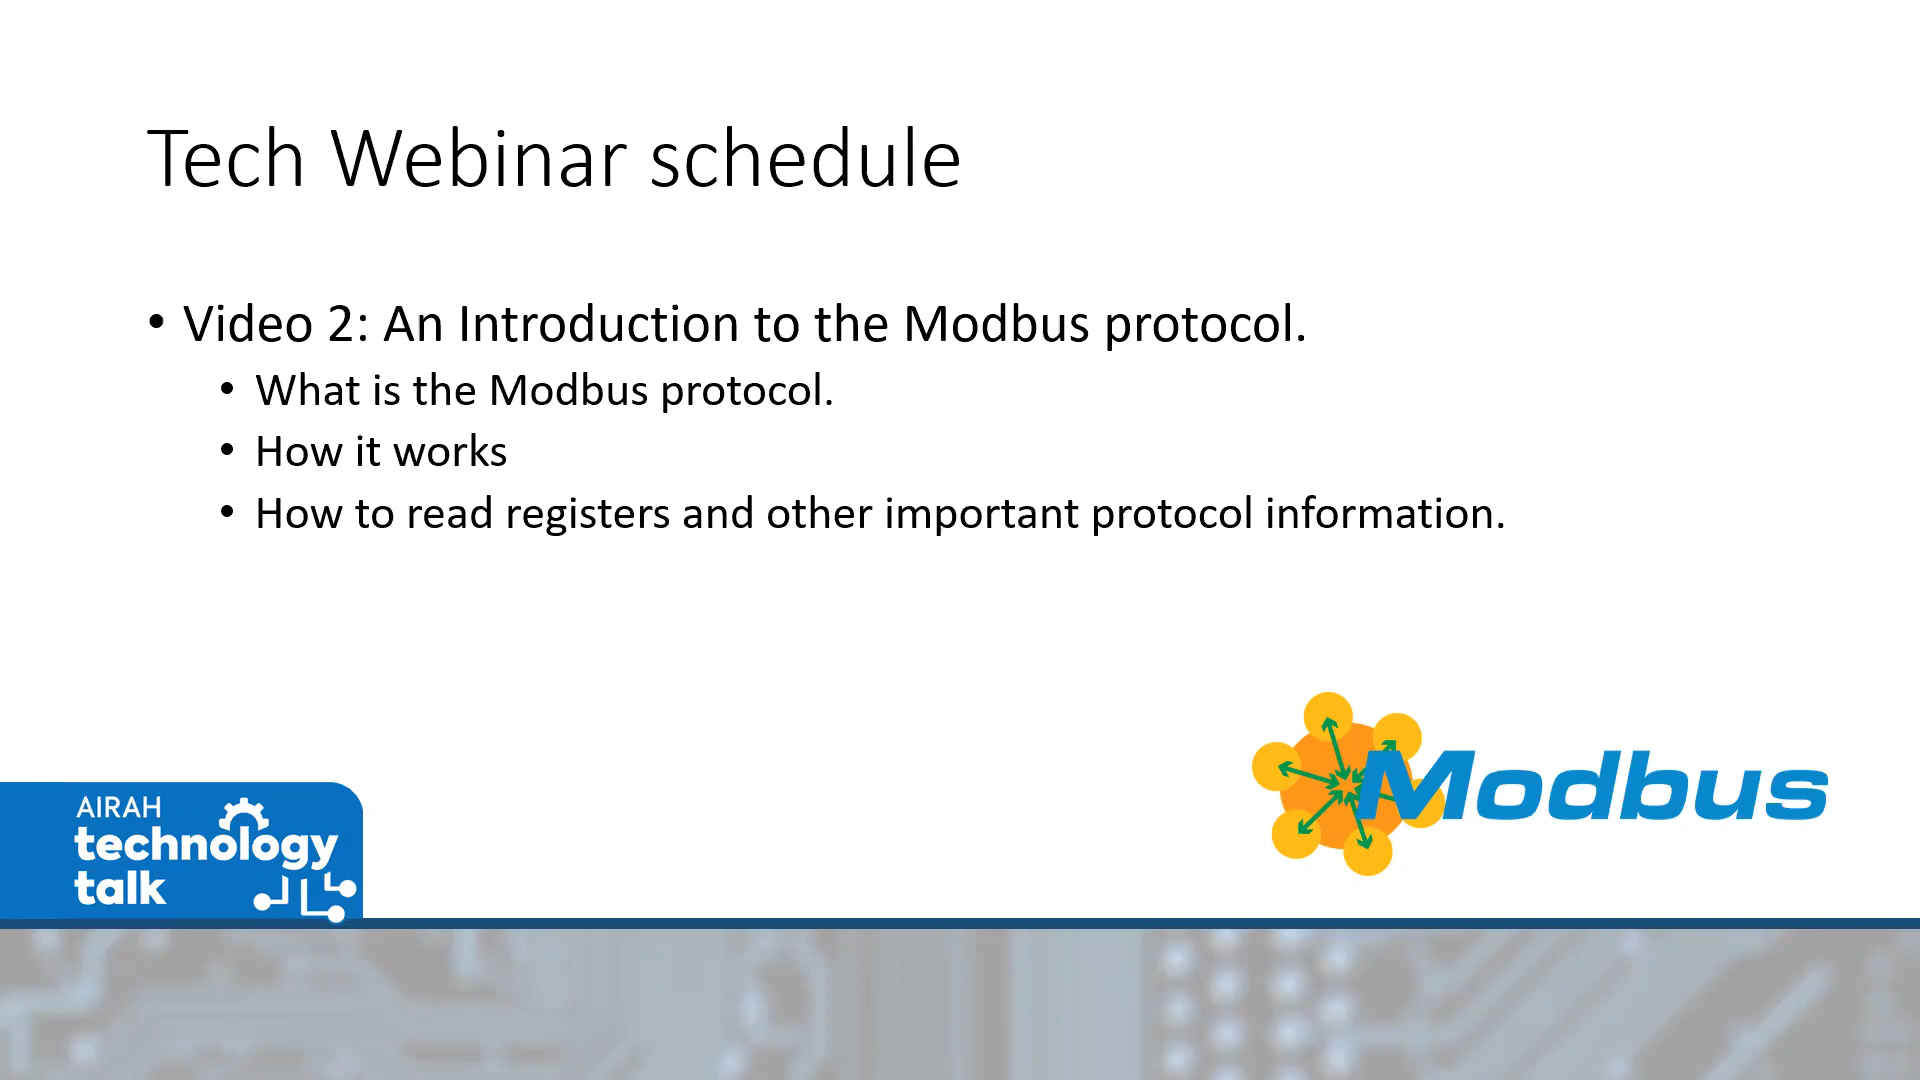 Tech Webinar schedule
• Video 2: An Introduction to the Modbus protocol.
• What is the Modbus protocol.
• How it works
• How to read registers and other important protocol information.
Modbus
AIRAH
technology
talk